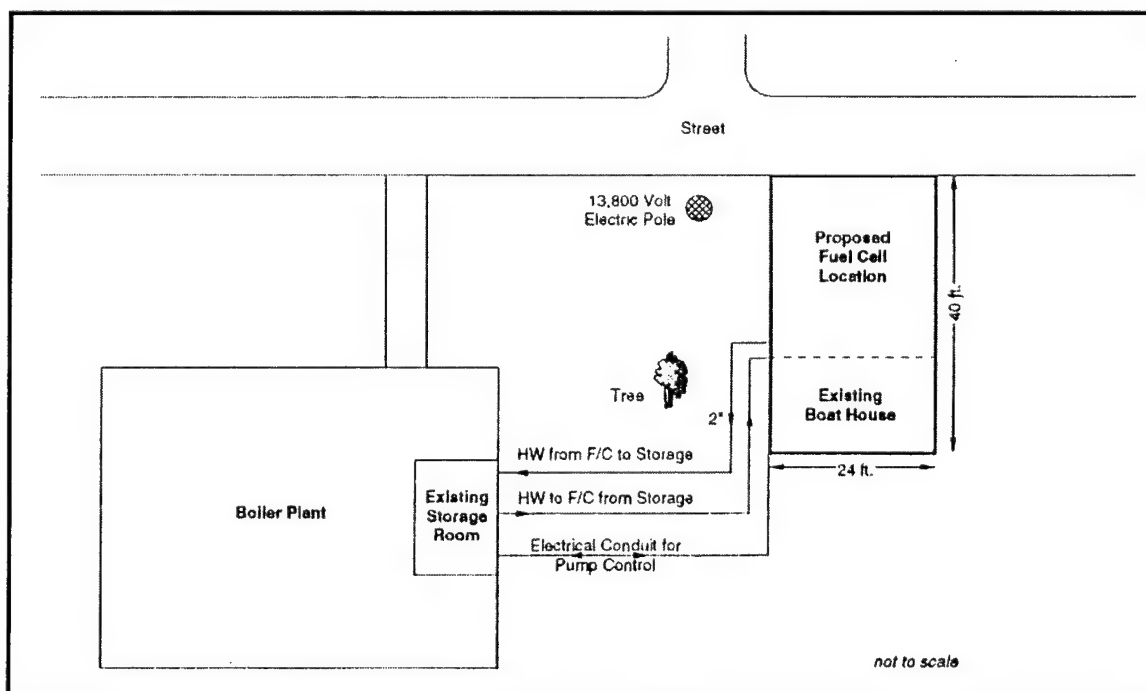 Street
13,800 Volt
Electric Pole
Proposed
Fuel Cell
Location
40 ft.
Tree
2"
Existing
Boat House
24 ft.
HW from F/C to Storage
HW to F/C from Storage
Boiler Plant
Existing
Storage
Room
Electrical Conduit for
Pump Control
not to scale